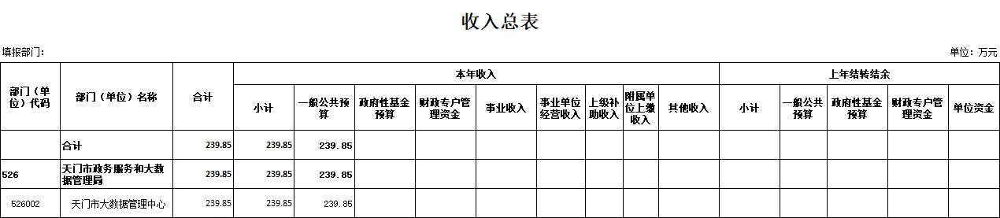 收入总表
填报部门： 单位：万元
部门（单位）代码 部门（单位）名称 合计 本年收入 上年结转结余
小计 一般公共预算 政府性基金预算 财政专户管理资金 事业收入 事业单位经营收入 上级补助收入 附属单位上缴收入 其他收入 小计 一般公共预算 政府性基金预算 财政专户管理资金 单位资金
合计 239.85 239.85 239.85
526 天门市政务服务和大数据管理局 239.85 239.85 239.85
526002 天门市大数据管理中心 239.85 239.85 239.85